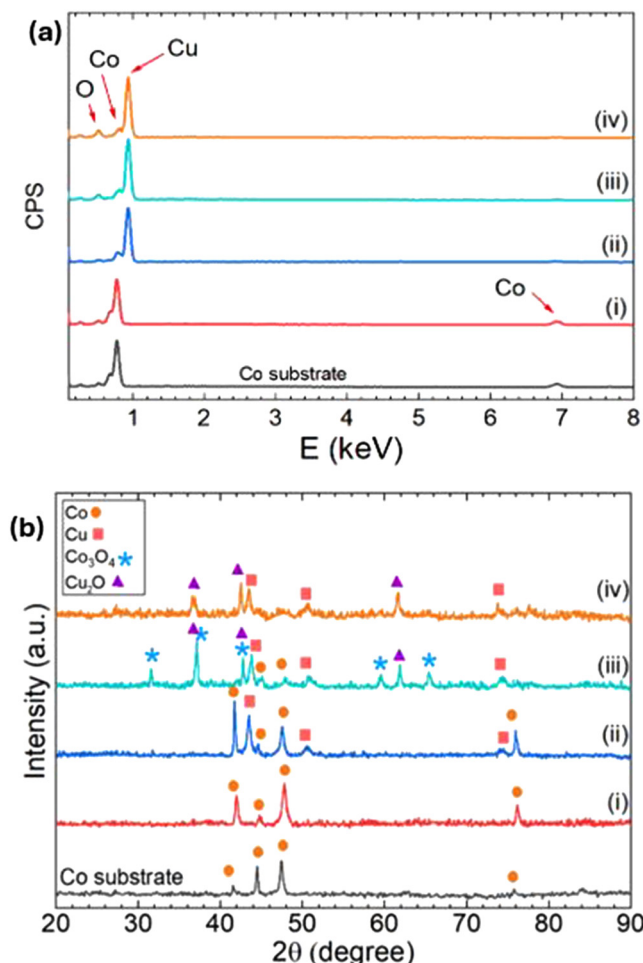 (a)
Co
Cu
O
(iv)
(iii)
(ii)
Co
(i)
Co substrate
CPS
1 2 3 4 5 6 7 8
E (keV)
(b)
Co
Cu
Co₃O₄
Cu₂O
(iv)
(iii)
(ii)
(i)
Co substrate
Intensity (a.u.)
20 30 40 50 60 70 80 90
2θ (degree)